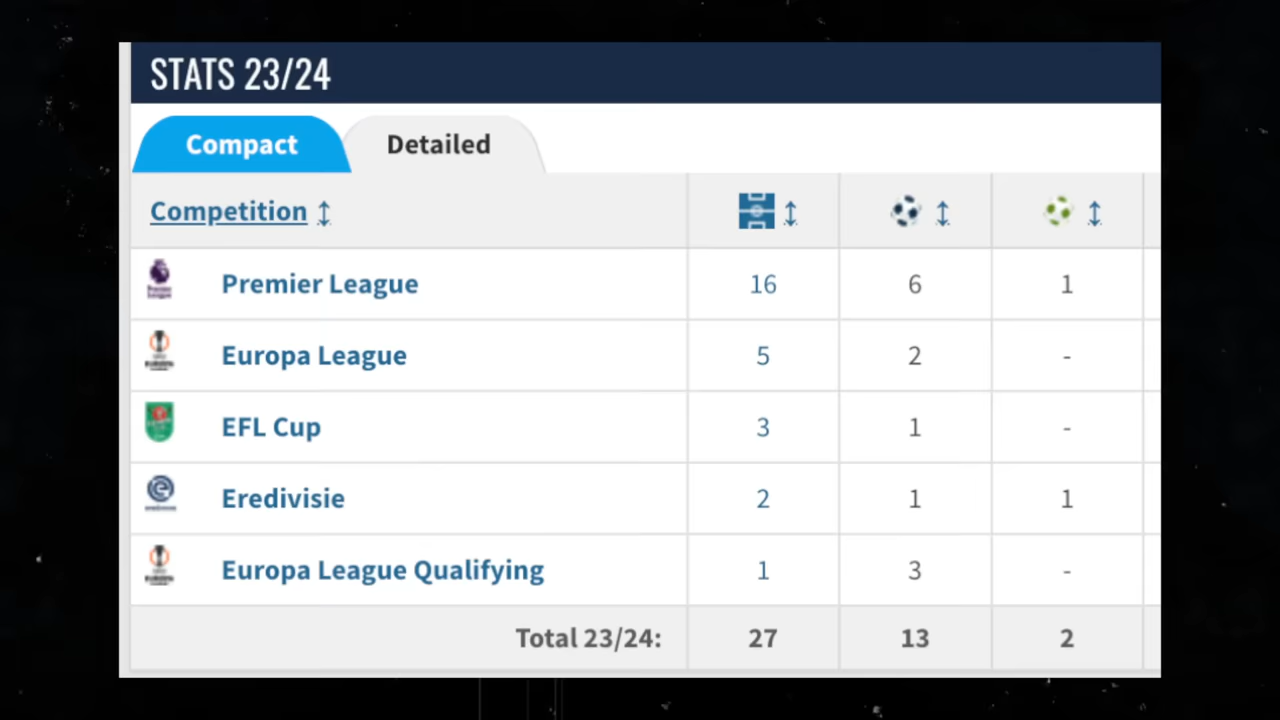 STATS 23/24
Compact Detailed
Competition
Premier League 16 6 1
Europa League 5 2 -
EFL Cup 3 1 -
Eredivisie 2 1 1
Europa League Qualifying 1 3 -
Total 23/24: 27 13 2